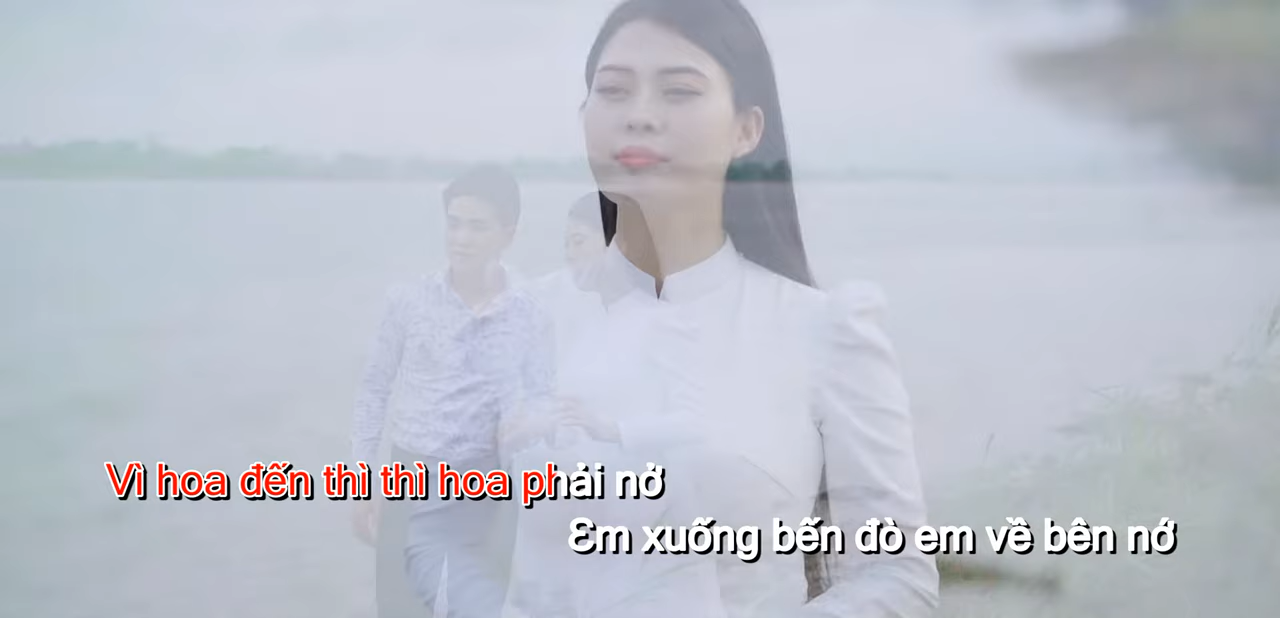 Vì hoa đến thì thì hoa phải nở
Em xuống bến đò em về bên nớ